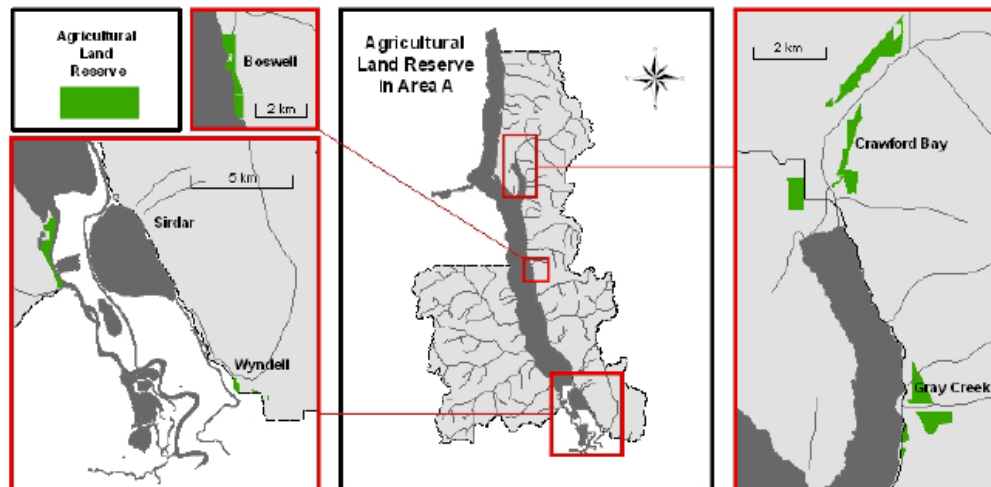 Agricultural
Land
Reserve
Boswell
2 km
Agricultural
Land Reserve
in Area A
2 km
Crawford Bay
Gray Creek
5 km
Sirdar
Wyndell